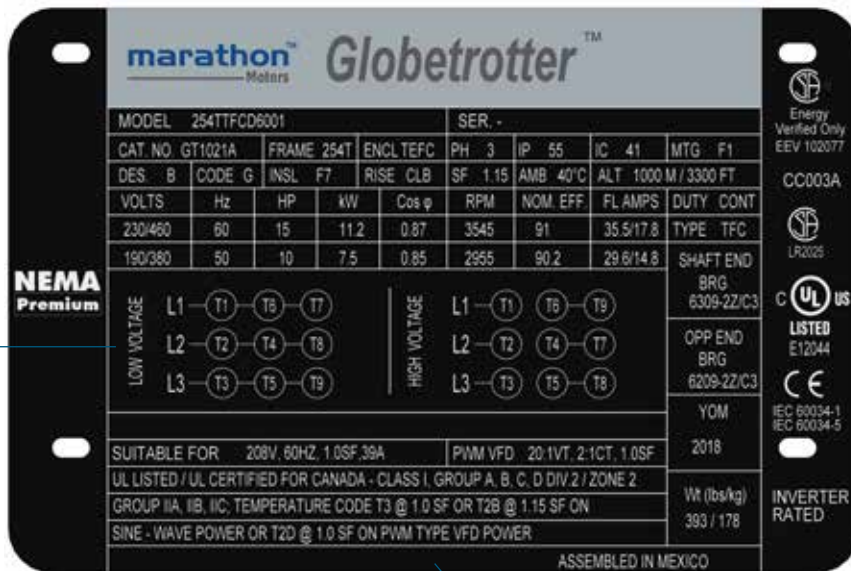 marathon™ Motors Globetrotter™
MODEL 254TTFCD6001 SER. -
CAT. NO. GT1021A FRAME 254T ENCL TEFC PH 3 IP 55 IC 41 MTG F1
DES. B CODE G INSL F7 RISE CLB SF 1.15 AMB 40°C ALT 1000 M / 3300 FT
VOLTS Hz HP kW Cos φ RPM NOM. EFF. FL AMPS DUTY CONT
230/460 60 15 11.2 0.87 3545 91 35.5/17.8 TYPE TFC
190/380 50 10 7.5 0.85 2955 90.2 29.6/14.8
SHAFT END
BRG
6309-2Z/C3
OPP END
BRG
6209-2Z/C3
YOM
2018
Wt (lbs/kg)
393 / 178
LOW VOLTAGE
L1 T1 T6 T7
L2 T2 T4 T8
L3 T3 T5 T9
HIGH VOLTAGE
L1 T1 T6 T9
L2 T2 T4 T7
L3 T3 T5 T8
SUITABLE FOR 208V, 60HZ, 1.0SF,39A PWM VFD 20:1VT, 2:1CT, 1.0SF
UL LISTED / UL CERTIFIED FOR CANADA - CLASS I, GROUP A, B, C, D DIV.2 / ZONE 2
GROUP IIA, IIB, IIC; TEMPERATURE CODE T3 @ 1.0 SF OR T2B @ 1.15 SF ON
SINE - WAVE POWER OR T2D @ 1.0 SF ON PWM TYPE VFD POWER
ASSEMBLED IN MEXICO
NEMA
Premium
SA
Energy
Verified Only
EEV 102077
CC003A
SA
LR2025
C UL US
LISTED
E12044
CE
IEC 60034-1
IEC 60034-5
INVERTER
RATED